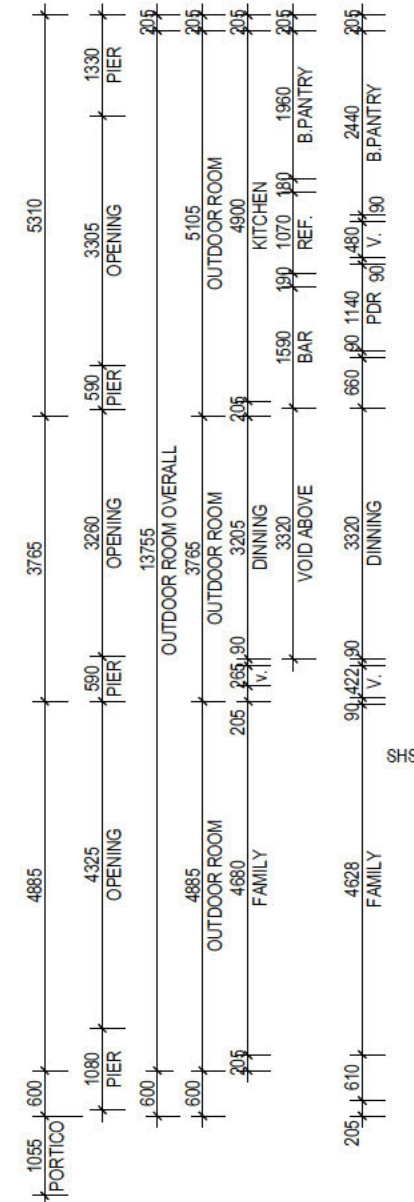 5310
3765
4885
600
1055
PORTICO
1330
PIER
3305
OPENING
590
PIER
3260
OPENING
590
PIER
4325
OPENING
1080
PIER
205
13755
OUTDOOR ROOM OVERALL
600
205
5105
OUTDOOR ROOM
3765
OUTDOOR ROOM
4885
OUTDOOR ROOM
600
205
4900
KITCHEN
205
3205
DINNING
90
265
V.
205
4680
FAMILY
205
205
1960
B.PANTRY
180
1070
REF.
190
1590
BAR
3320
VOID ABOVE
205
2440
B.PANTRY
90
480
V.
90
1140
PDR
90
660
3320
DINNING
90
422
V.
90
4628
FAMILY
610
205
SHS